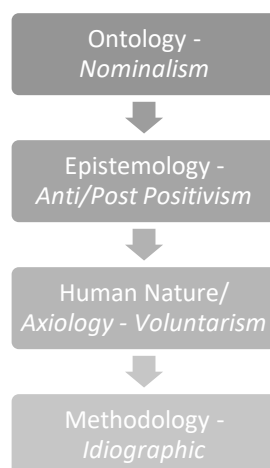 Ontology -
Nominalism
Epistemology -
Anti/Post Positivism
Human Nature/
Axiology - Voluntarism
Methodology -
Idiographic